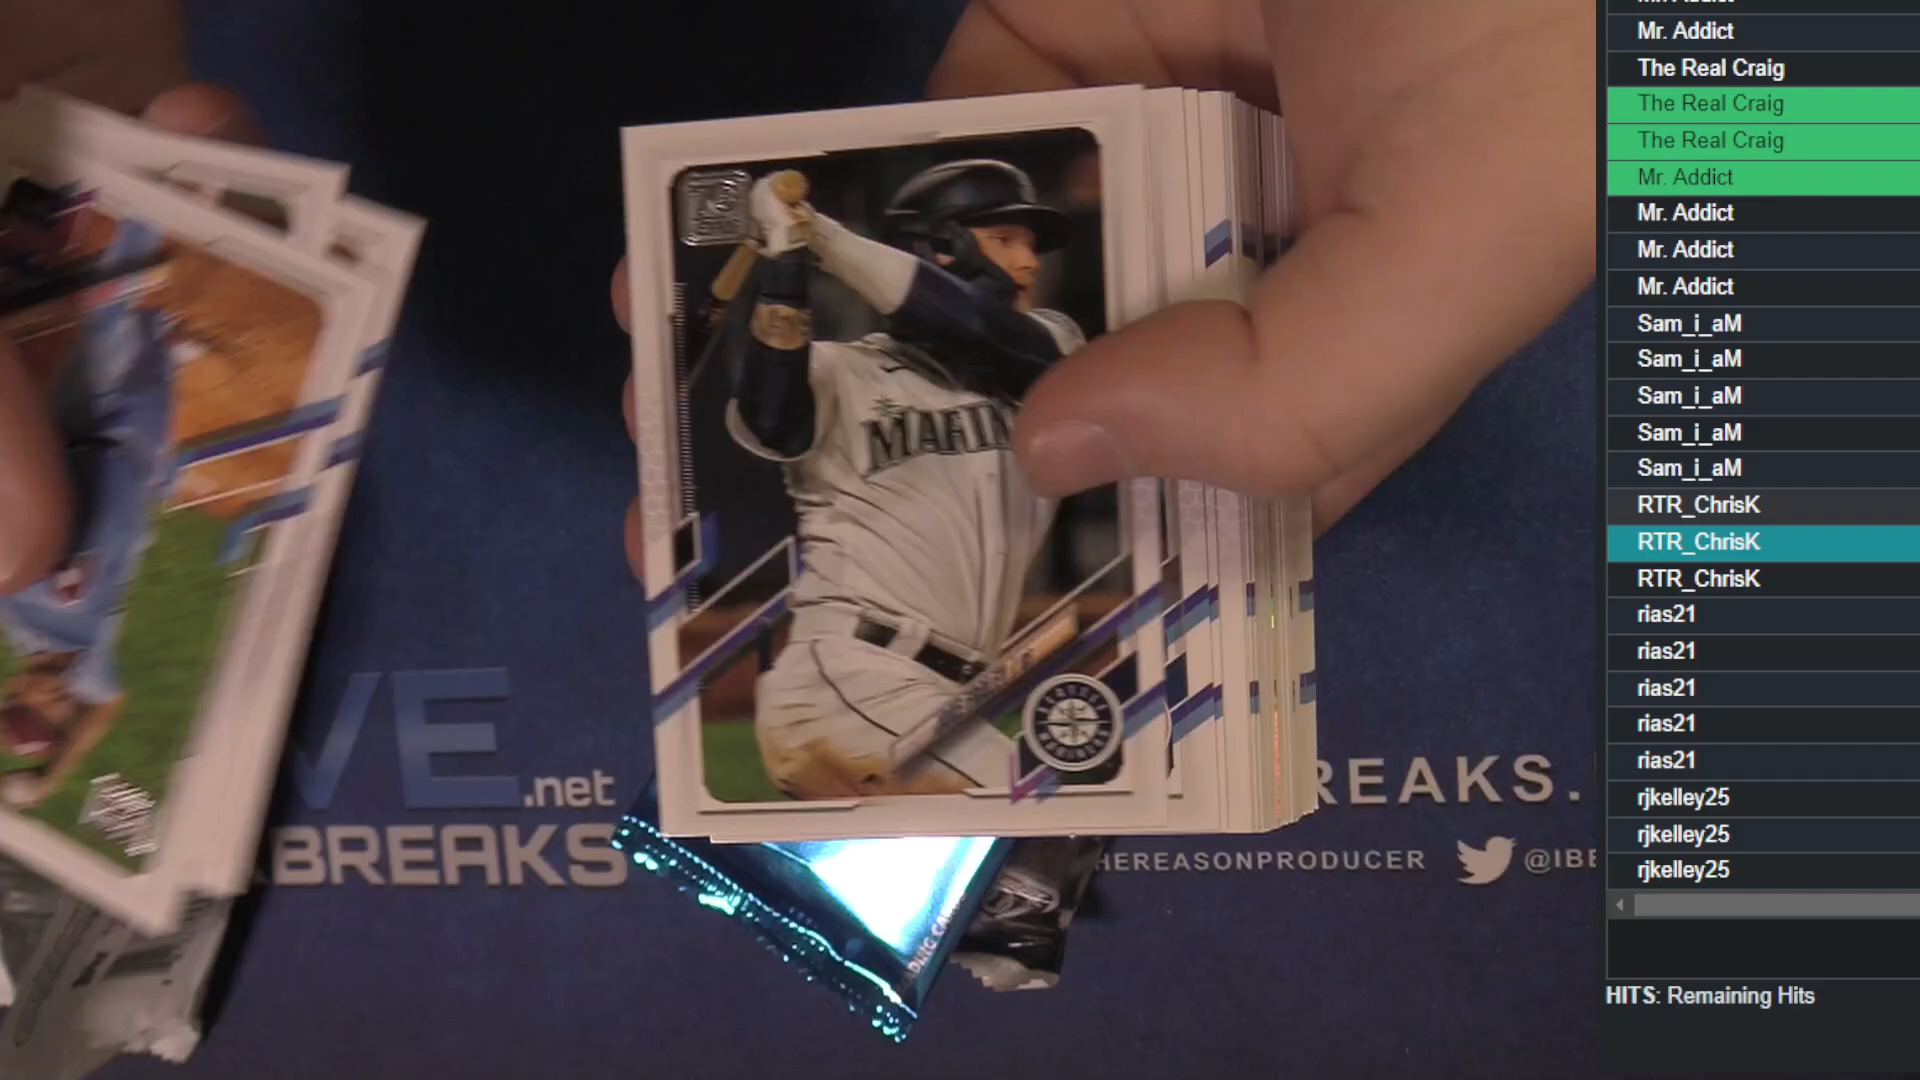 Mr. Addict
The Real Craig
The Real Craig
The Real Craig
Mr. Addict
Mr. Addict
Mr. Addict
Mr. Addict
Sam_i_aM
Sam_i_aM
Sam_i_aM
Sam_i_aM
Sam_i_aM
RTR_ChrisK
RTR_ChrisK
RTR_ChrisK
rias21
rias21
rias21
rias21
rias21
rjkelley25
rjkelley25
rjkelley25
HITS: Remaining Hits
MARIN
VE.net
BREAKS
REAKS.
HEREASONPRODUCER
@IBE